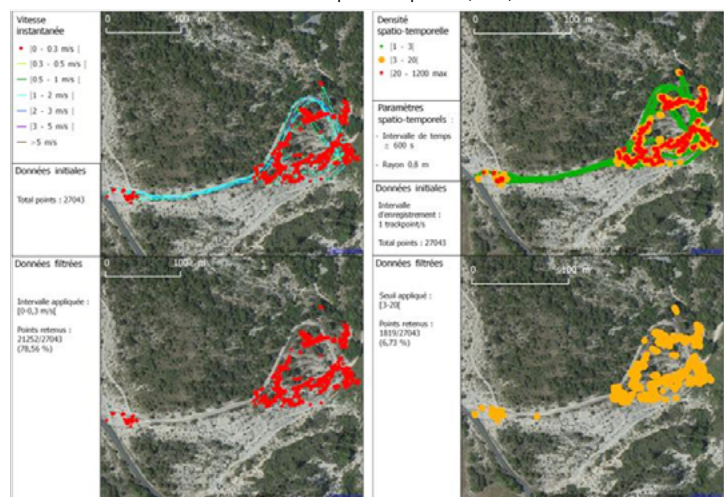 Vitesse
instantanée
[0 - 0.3 m/s [
[0.3 - 0.5 m/s [
[0.5 - 1 m/s [
[1 - 2 m/s [
[2 - 3 m/s [
[3 - 5 m/s [
>5 m/s
Données initiales
Total points : 27043
0
100 m
Densité
spatio-temporelle
[1 - 3[
[3 - 20[
[20 - 1200 max
Paramètres
spatio-temporels :
- Intervalle de temps
± 600 s
- Rayon 0,8 m
Données initiales
Intervalle
d'enregistrement :
1 trackpoint/s
Total points : 27043
0
100 m
Données filtrées
Intervalle appliquée :
[0-0,3 m/s[
Points retenus :
21252/27043
(78,56 %)
0
100 m
Données filtrées
Seuil appliqué :
[3-20[
Points retenus :
1819/27043
(6,73 %)
0
100 m